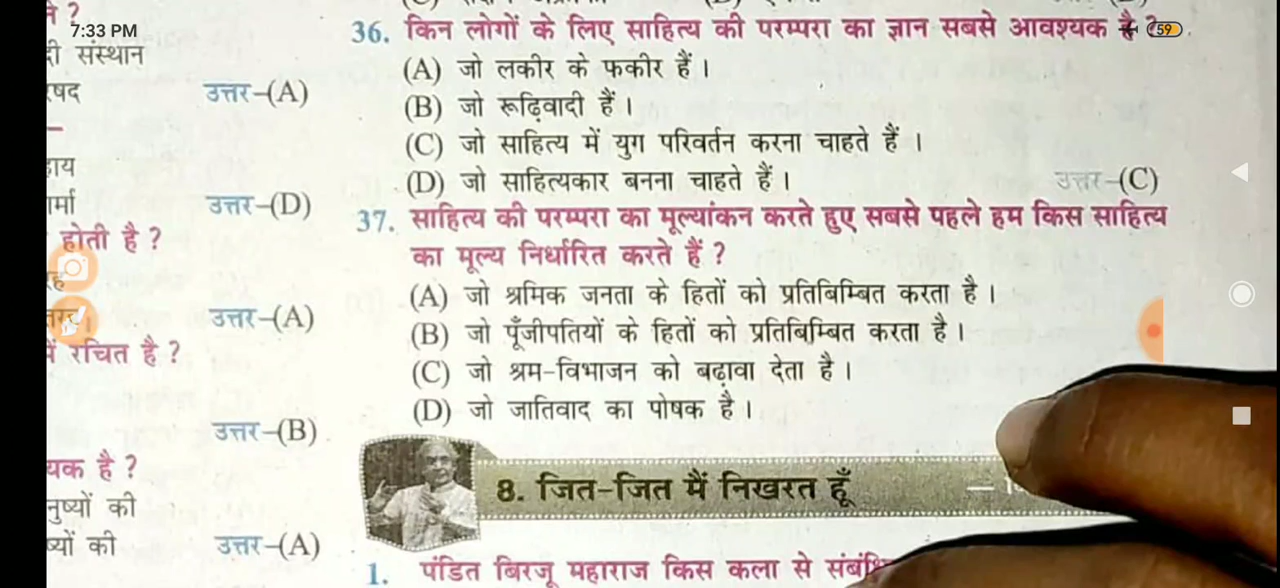 7:33 PM
59
दी संस्थान
उत्तर–(A)
उत्तर–(D)
होती है ?
उत्तर–(A)
में रचित है ?
उत्तर–(B)
यक है ?
नुष्यों की
ष्यों की उत्तर–(A)
36. किन लोगों के लिए साहित्य की परम्परा का ज्ञान सबसे आवश्यक है ?
(A) जो लकीर के फकीर हैं ।
(B) जो रूढ़िवादी हैं ।
(C) जो साहित्य में युग परिवर्तन करना चाहते हैं ।
(D) जो साहित्यकार बनना चाहते हैं । उत्तर–(C)
37. साहित्य की परम्परा का मूल्यांकन करते हुए सबसे पहले हम किस साहित्य
का मूल्य निर्धारित करते हैं ?
(A) जो श्रमिक जनता के हितों को प्रतिबिम्बित करता है ।
(B) जो पूँजीपतियों के हितों को प्रतिबिम्बित करता है ।
(C) जो श्रम-विभाजन को बढ़ावा देता है ।
(D) जो जातिवाद का पोषक है ।
8. जित-जित मैं निखरत हूँ
1. पंडित बिरजू महाराज किस कला से